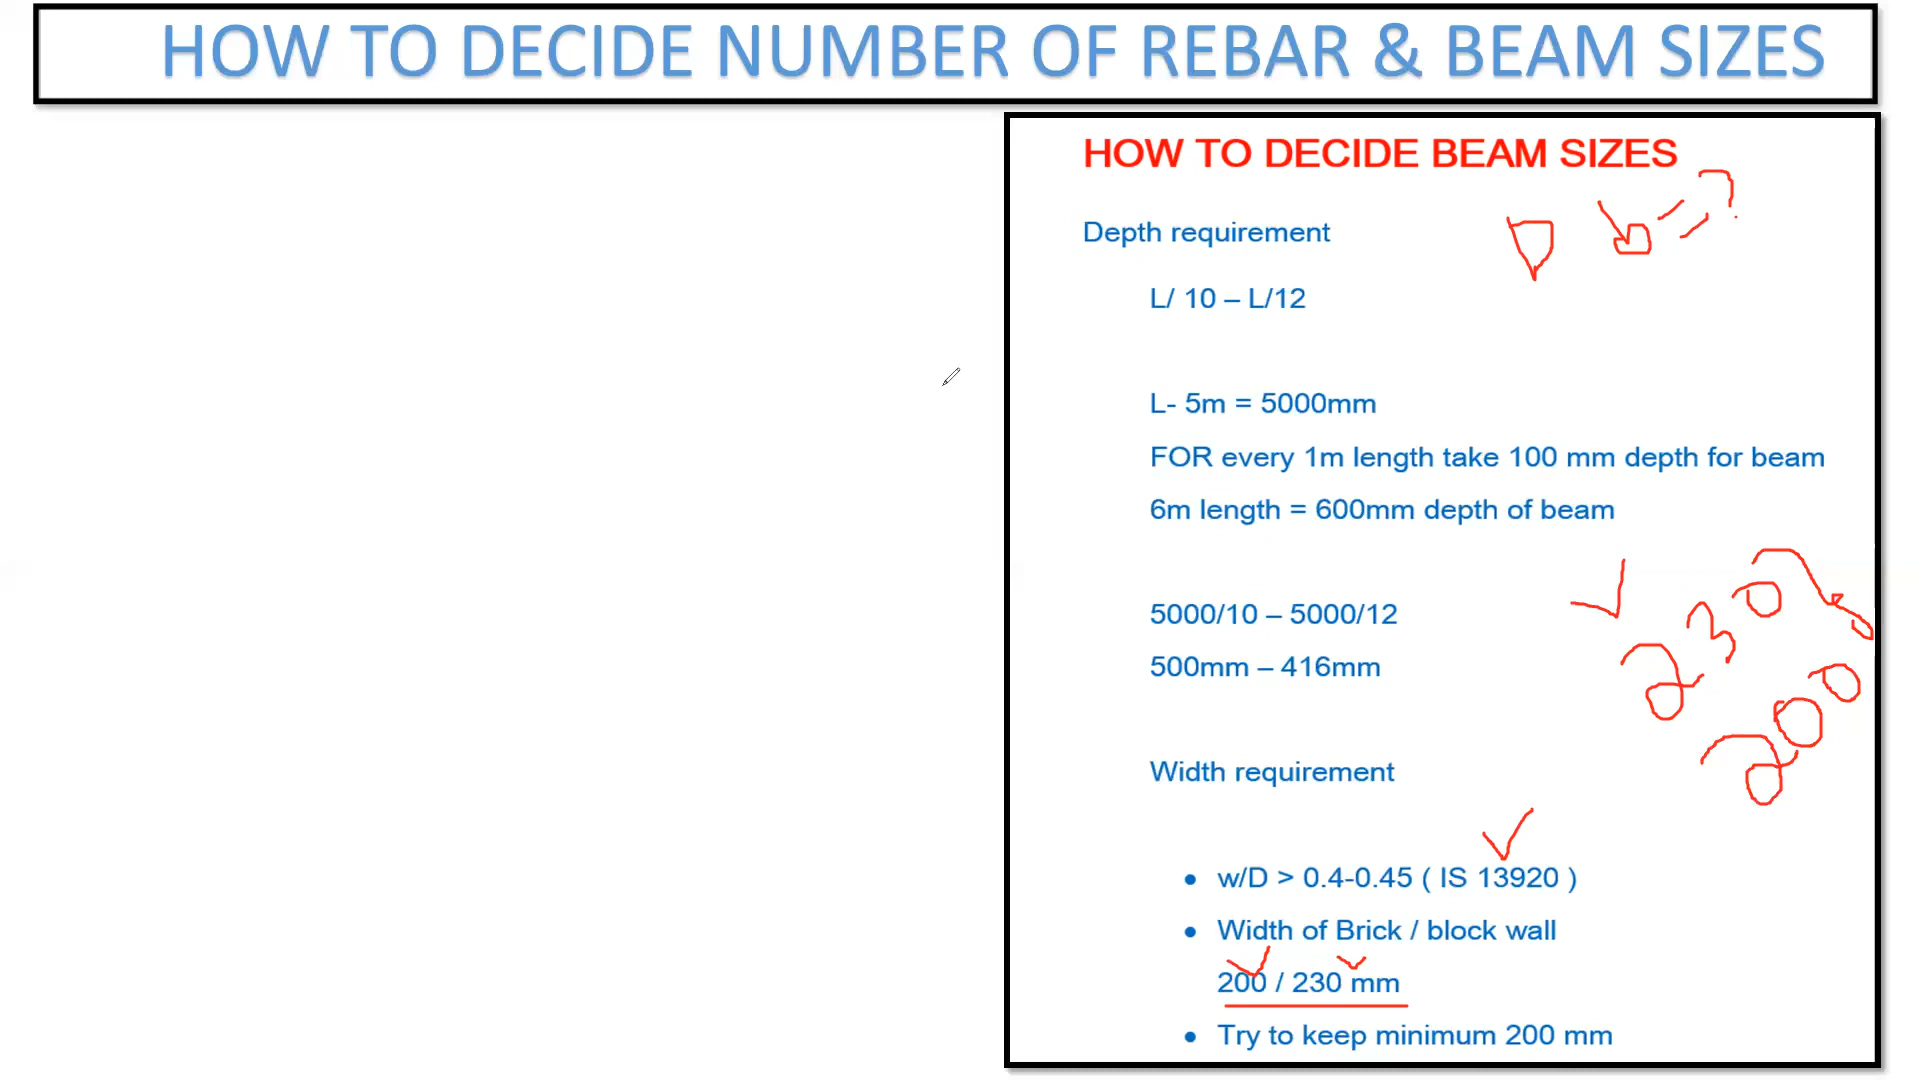 HOW TO DECIDE NUMBER OF REBAR & BEAM SIZES
HOW TO DECIDE BEAM SIZES
?
Depth requirement
L/ 10 – L/12
L- 5m = 5000mm
FOR every 1m length take 100 mm depth for beam
6m length = 600mm depth of beam
5000/10 – 5000/12
230
500mm – 416mm
200
Width requirement
w/D > 0.4-0.45 ( IS 13920 )
Width of Brick / block wall
200 / 230 mm
Try to keep minimum 200 mm